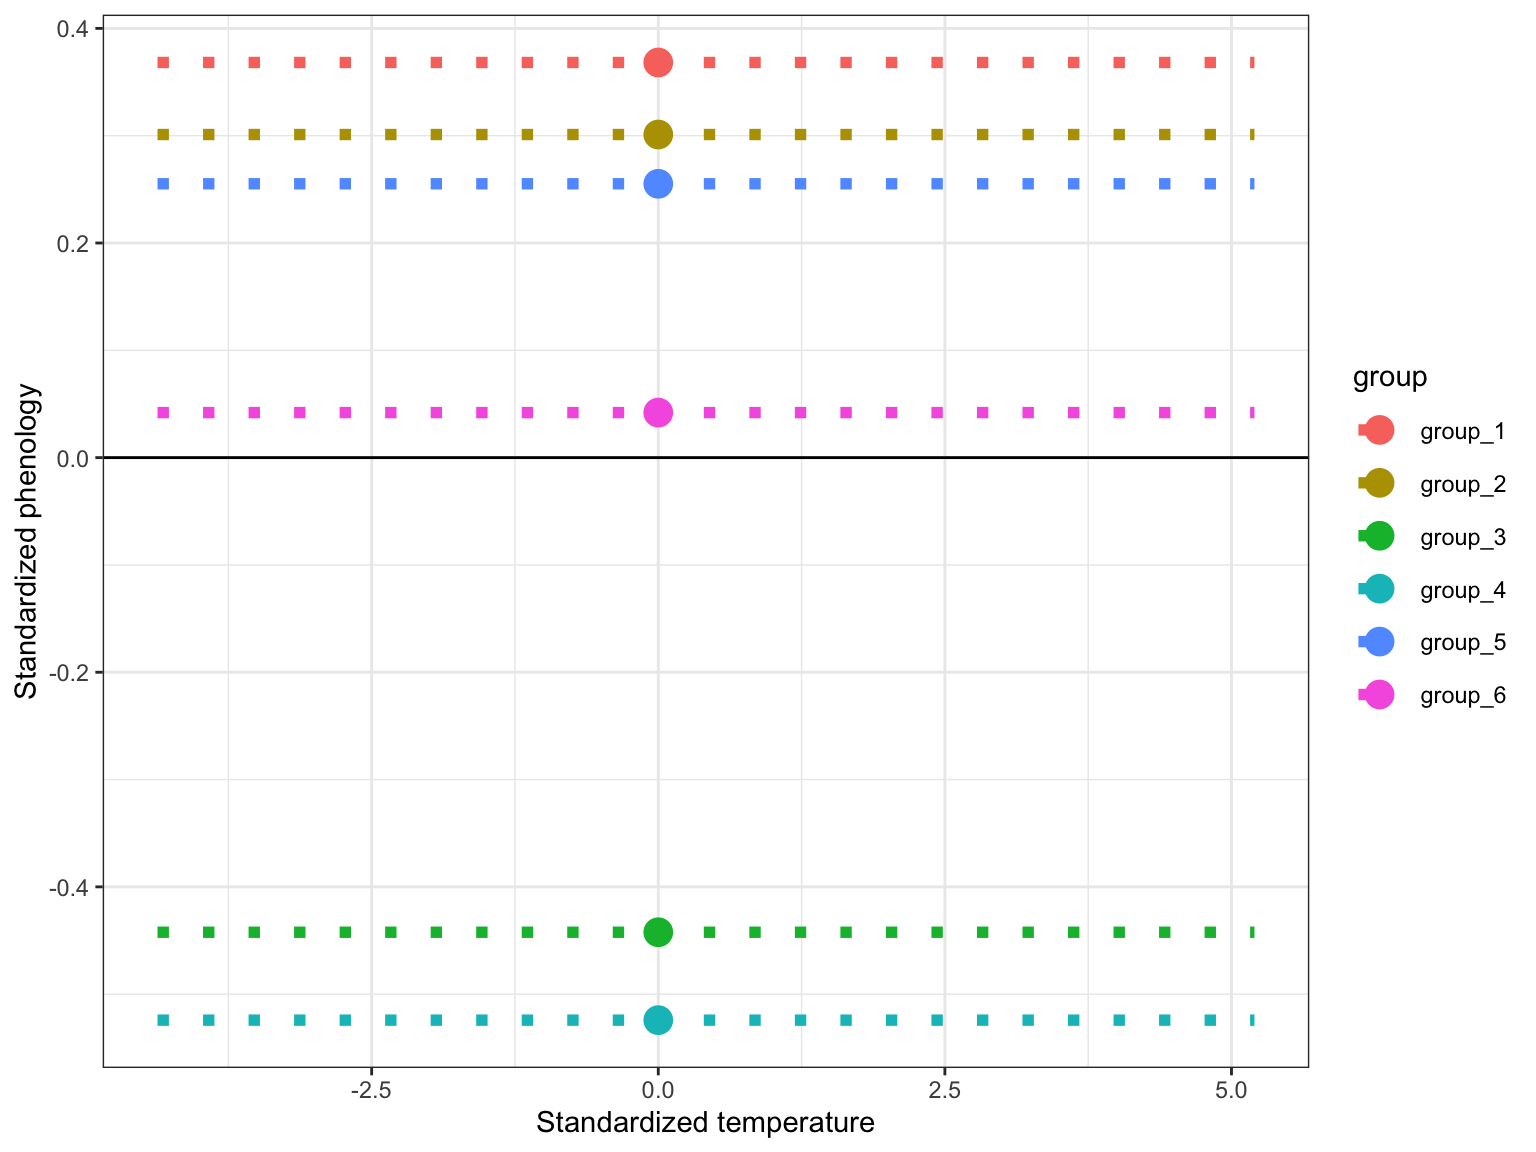 0.4
0.2
0.0
-0.2
-0.4
Standardized phenology
-2.5
0.0
2.5
5.0
Standardized temperature
group
group_1
group_2
group_3
group_4
group_5
group_6